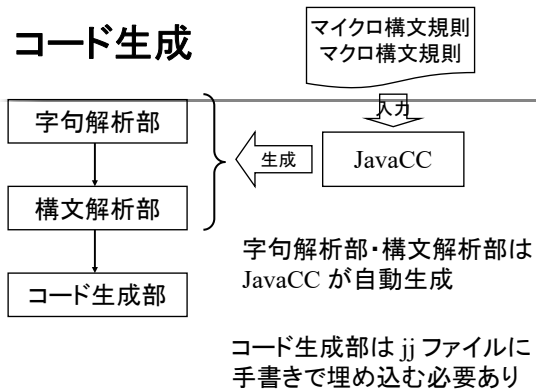 コード生成
マイクロ構文規則
マクロ構文規則
入力
字句解析部
生成
JavaCC
構文解析部
コード生成部
字句解析部・構文解析部は
JavaCC が自動生成
コード生成部は jj ファイルに
手書きで埋め込む必要あり